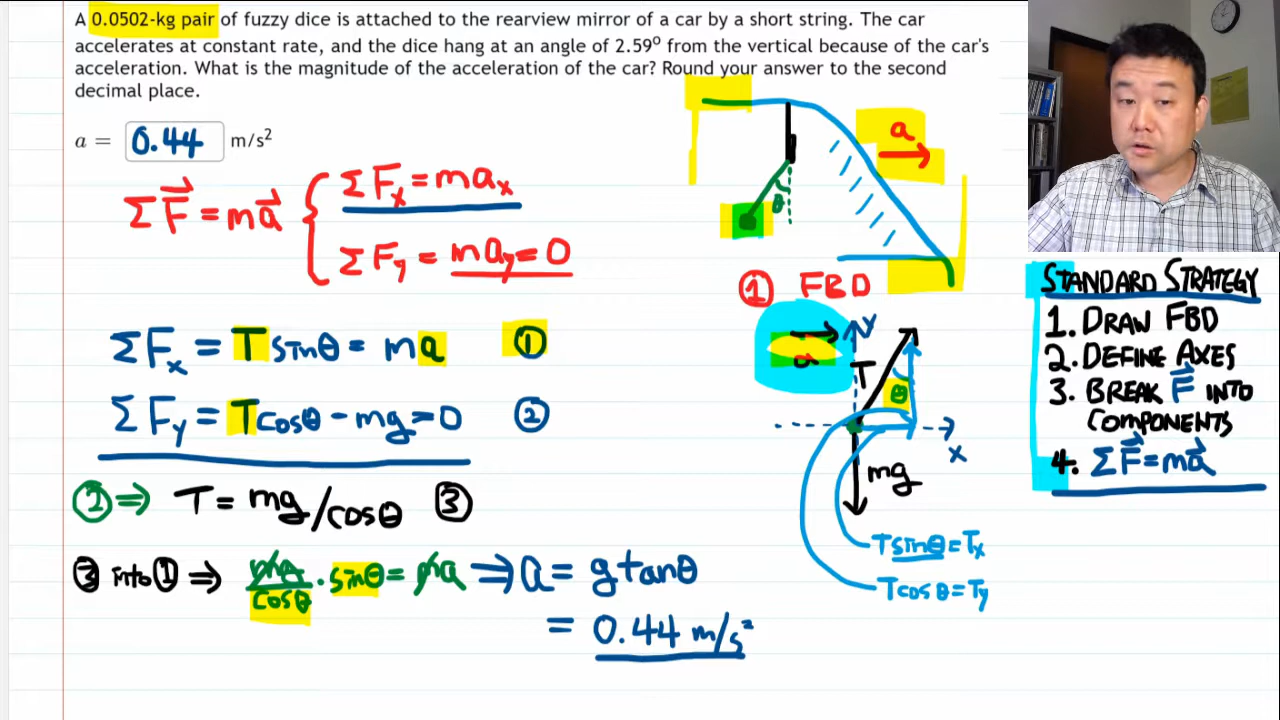 A 0.0502-kg pair of fuzzy dice is attached to the rearview mirror of a car by a short string. The car
accelerates at constant rate, and the dice hang at an angle of 2.59º from the vertical because of the car's
acceleration. What is the magnitude of the acceleration of the car? Round your answer to the second
decimal place.
a = 0.44 m/s²
ΣF⃗ = ma⃗ { ΣFx = max
ΣFy = may = 0
ΣFx = T sinθ = ma ①
ΣFy = T cosθ - mg = 0 ②
② ⇒ T = mg/cosθ ③
③ into ① ⇒ mg/cosθ · sinθ = ma ⇒ a = g tanθ
= 0.44 m/s²
a
θ
① FBD
a
y
T
θ
x
mg
T sinθ = Tx
T cosθ = Ty
STANDARD STRATEGY
1. DRAW FBD
2. DEFINE AXES
3. BREAK F⃗ INTO
COMPONENTS
4. ΣF⃗ = ma⃗